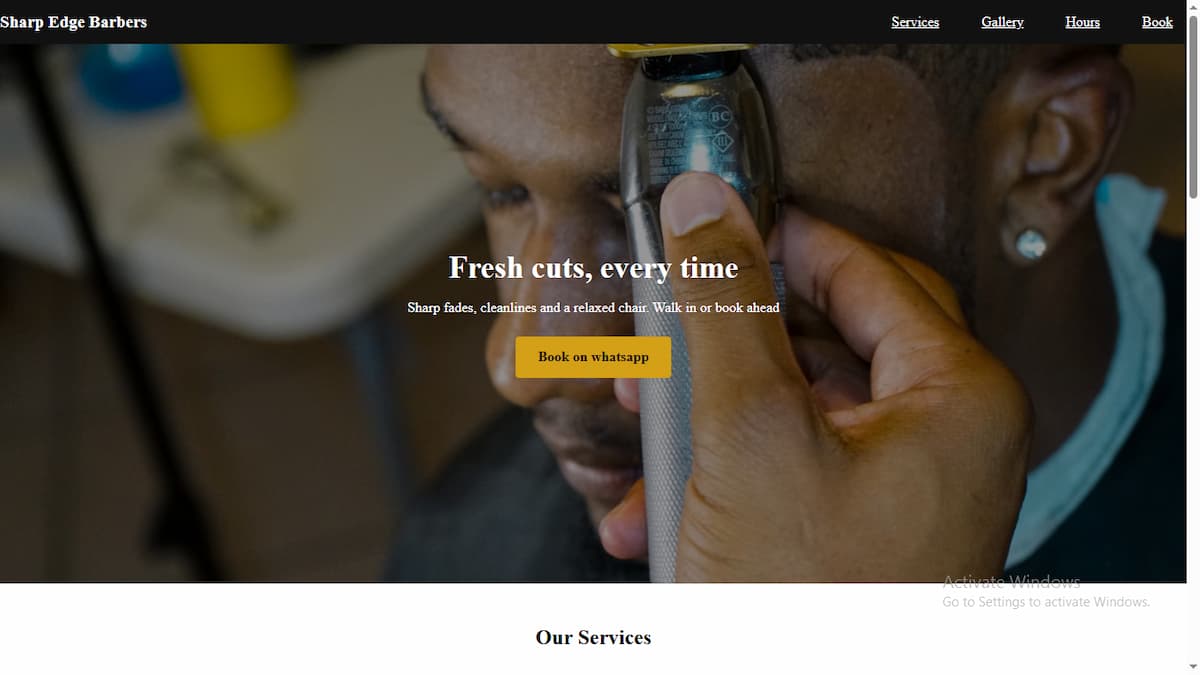 Sharp Edge Barbers
Services Gallery Hours Book
BC
Fresh cuts, every time
Sharp fades, cleanlines and a relaxed chair. Walk in or book ahead
Book on whatsapp
Activate Windows
Go to Settings to activate Windows.
Our Services